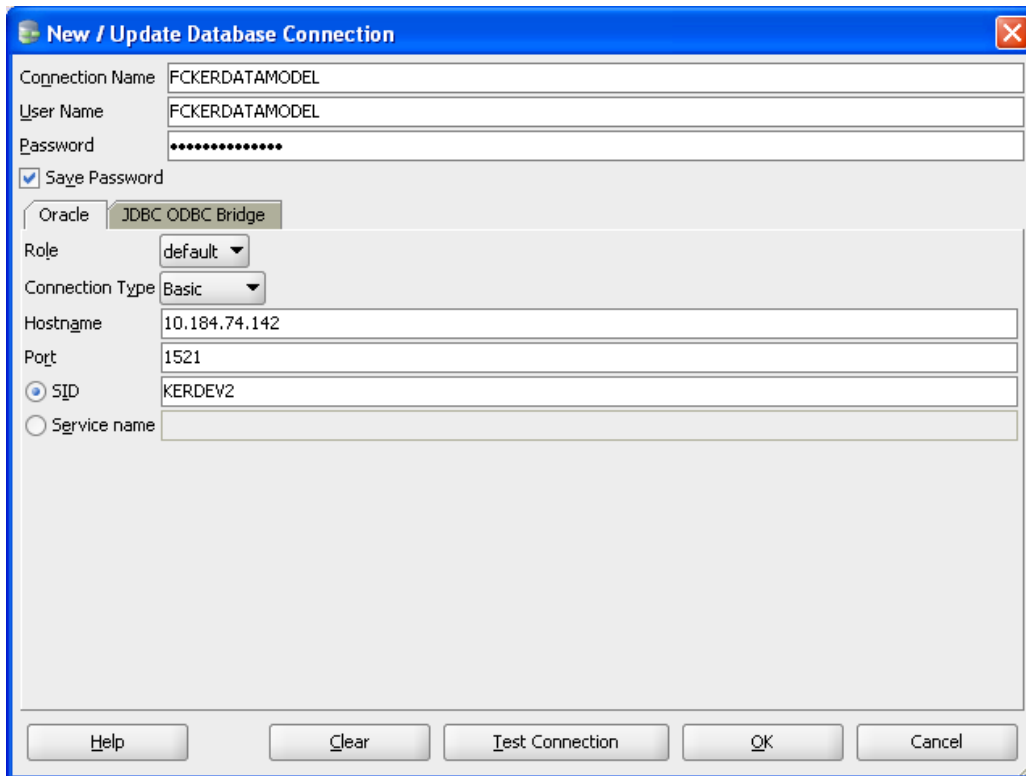 New / Update Database Connection
Connection Name FCKERDATAMODEL
User Name FCKERDATAMODEL
Password ••••••••••••••
Save Password
Oracle JDBC ODBC Bridge
Role default
Connection Type Basic
Hostname 10.184.74.142
Port 1521
SID KERDEV2
Service name
Help Clear Test Connection OK Cancel